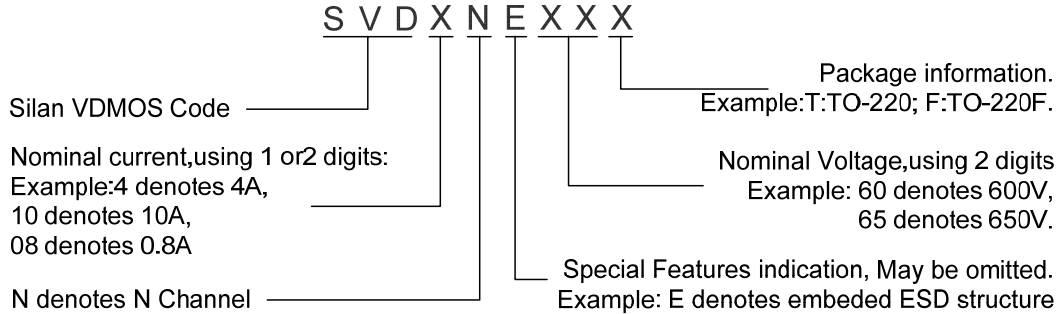 S V D X N E X X X
Silan VDMOS Code
Nominal current,using 1 or2 digits:
Example:4 denotes 4A,
10 denotes 10A,
08 denotes 0.8A
N denotes N Channel
Package information.
Example:T:TO-220; F:TO-220F.
Nominal Voltage,using 2 digits
Example: 60 denotes 600V,
65 denotes 650V.
Special Features indication, May be omitted.
Example: E denotes embeded ESD structure